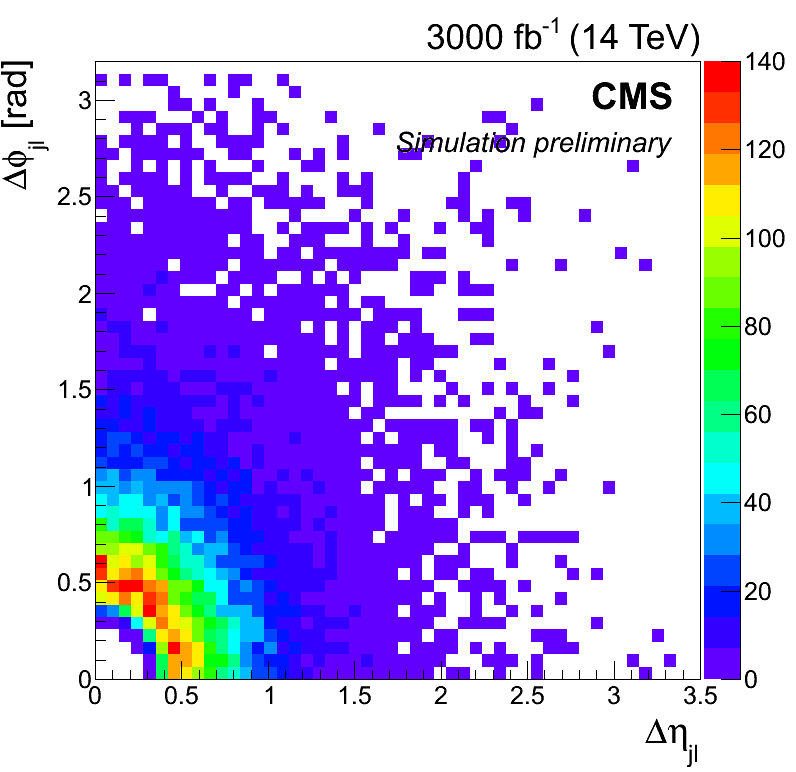 3000 fb-1 (14 TeV)
Δϕjl [rad]
CMS
Simulation preliminary
3
2.5
2
1.5
1
0.5
0
0 0.5 1 1.5 2 2.5 3 3.5
140
120
100
80
60
40
20
0
Δηjl